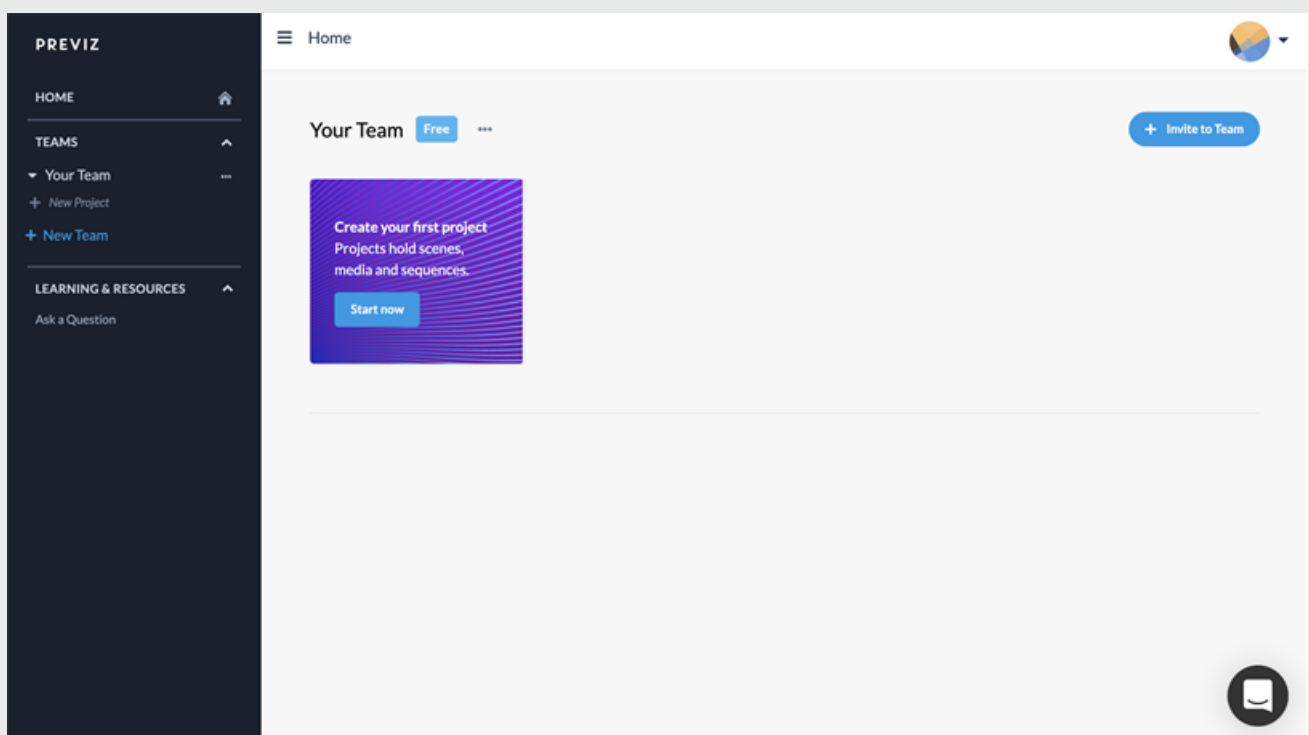 PREVIZ
HOME
TEAMS
Your Team
New Project
+ New Team
LEARNING & RESOURCES
Ask a Question
Home
Your Team Free
+ Invite to Team
Create your first project
Projects hold scenes,
media and sequences.
Start now